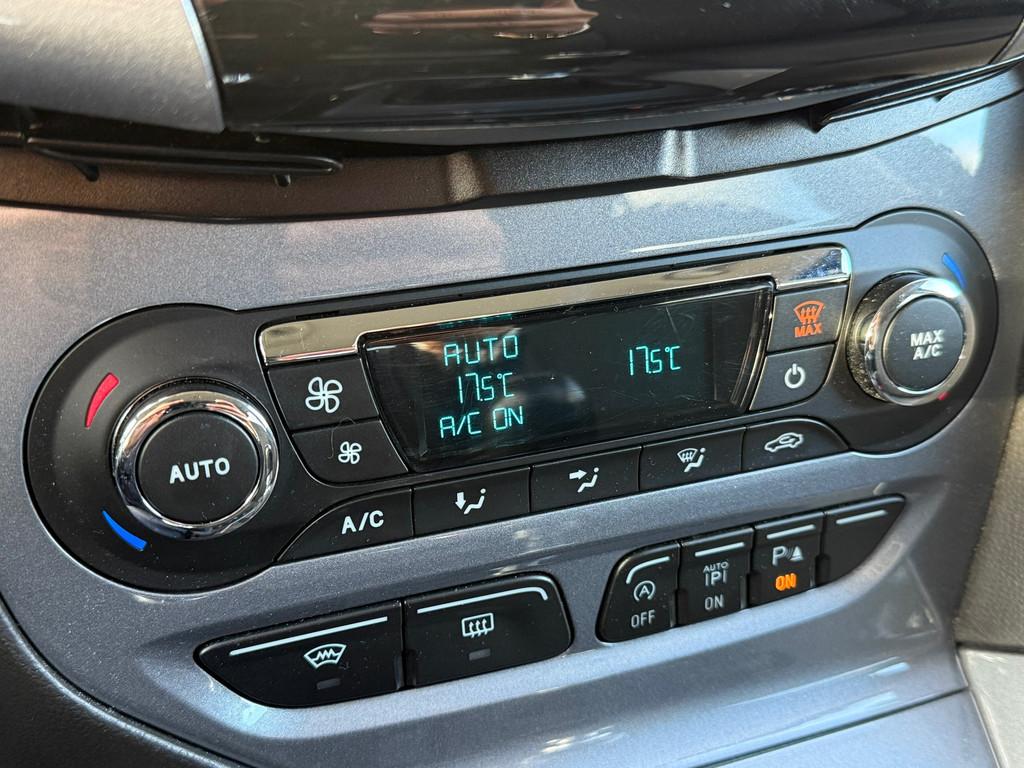 AUTO
17.5°C
17.5°C
A/C ON
MAX
MAX
A/C
AUTO
A/C
A
OFF
AUTO
P
ON
P
ON